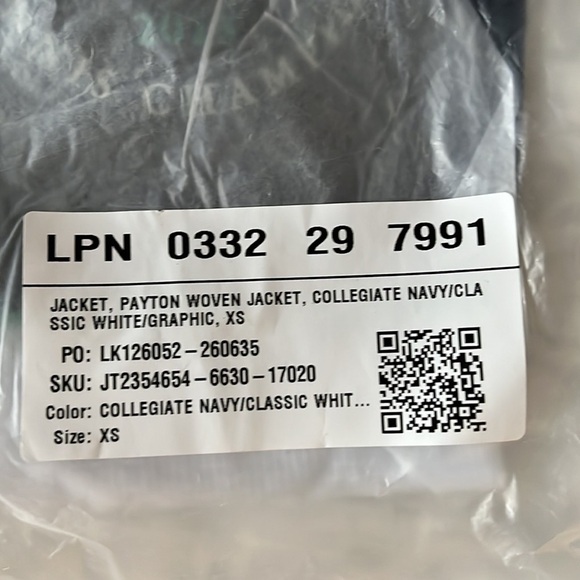 CHAM
LPN 0332 29 7991
JACKET, PAYTON WOVEN JACKET, COLLEGIATE NAVY/CLA
SSIC WHITE/GRAPHIC, XS
PO: LK126052-260635
SKU: JT2354654-6630-17020
Color: COLLEGIATE NAVY/CLASSIC WHIT...
Size: XS